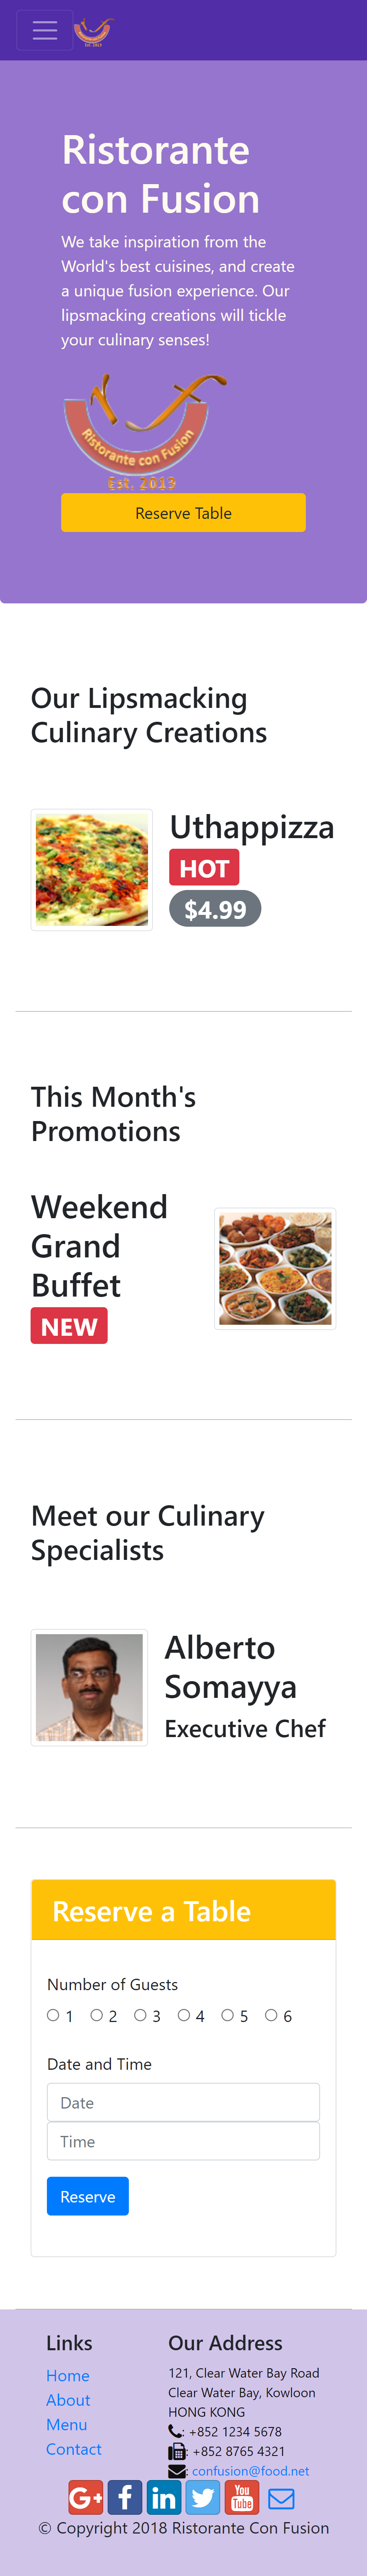 Ristorante
con Fusion
We take inspiration from the
World's best cuisines, and create
a unique fusion experience. Our
lipsmacking creations will tickle
your culinary senses!
Ristorante con Fusion
Est. 2013
Reserve Table
Our Lipsmacking
Culinary Creations
Uthappizza
HOT
$4.99
This Month's
Promotions
Weekend
Grand
Buffet
NEW
Meet our Culinary
Specialists
Alberto
Somayya
Executive Chef
Reserve a Table
Number of Guests
1 2 3 4 5 6
Date and Time
Date
Time
Reserve
Links
Home
About
Menu
Contact
Our Address
121, Clear Water Bay Road
Clear Water Bay, Kowloon
HONG KONG
: +852 1234 5678
: +852 8765 4321
: confusion@food.net
G+ f in You Tube
© Copyright 2018 Ristorante Con Fusion